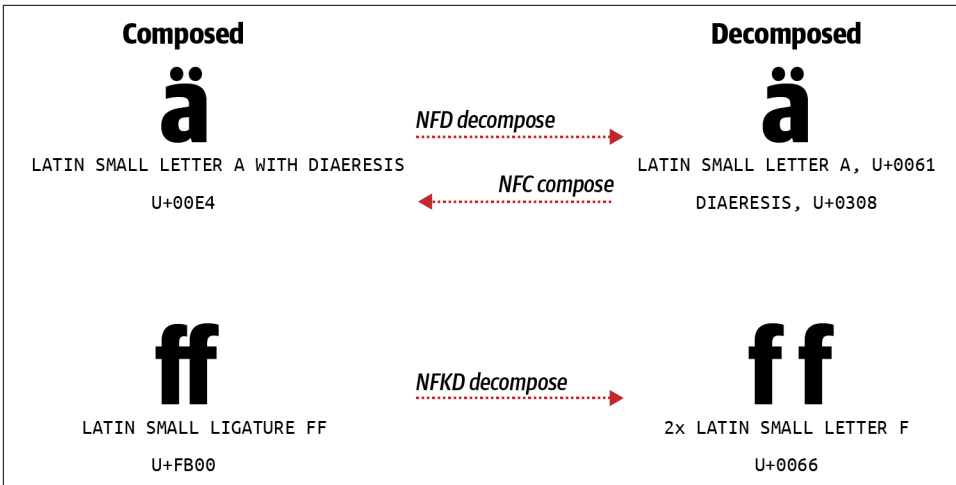 Composed
Decomposed
ä
ä
NFD decompose
LATIN SMALL LETTER A WITH DIAERESIS
LATIN SMALL LETTER A, U+0061
NFC compose
U+00E4
DIAERESIS, U+0308
ff
f f
NFKD decompose
LATIN SMALL LIGATURE FF
2x LATIN SMALL LETTER F
U+FB00
U+0066